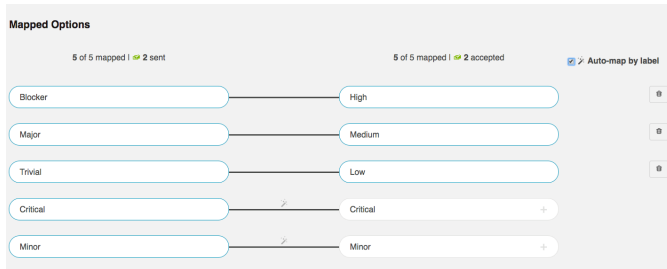 Mapped Options
5 of 5 mapped | 2 sent
5 of 5 mapped | 2 accepted
Auto-map by label
Blocker
High
Major
Medium
Trivial
Low
Critical
Critical +
Minor
Minor +